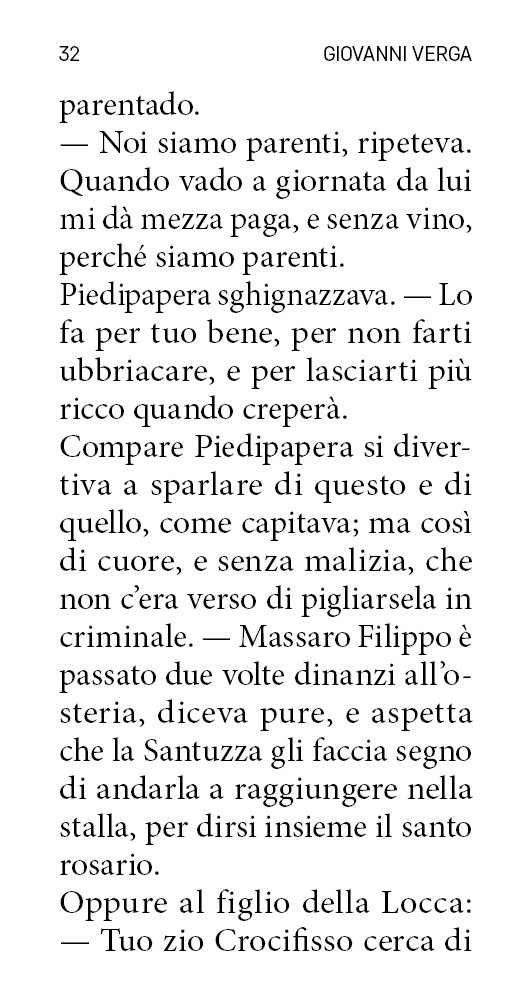 32 GIOVANNI VERGA
parentado.
— Noi siamo parenti, ripeteva.
Quando vado a giornata da lui
mi dà mezza paga, e senza vino,
perché siamo parenti.
Piedipapera sghignazzava. — Lo
fa per tuo bene, per non farti
ubbriacare, e per lasciarti più
ricco quando creperà.
Compare Piedipapera si diver-
tiva a sparlare di questo e di
quello, come capitava; ma così
di cuore, e senza malizia, che
non c’era verso di pigliarsela in
criminale. — Massaro Filippo è
passato due volte dinanzi all’o-
steria, diceva pure, e aspetta
che la Santuzza gli faccia segno
di andarla a raggiungere nella
stalla, per dirsi insieme il santo
rosario.
Oppure al figlio della Locca:
— Tuo zio Crocifisso cerca di